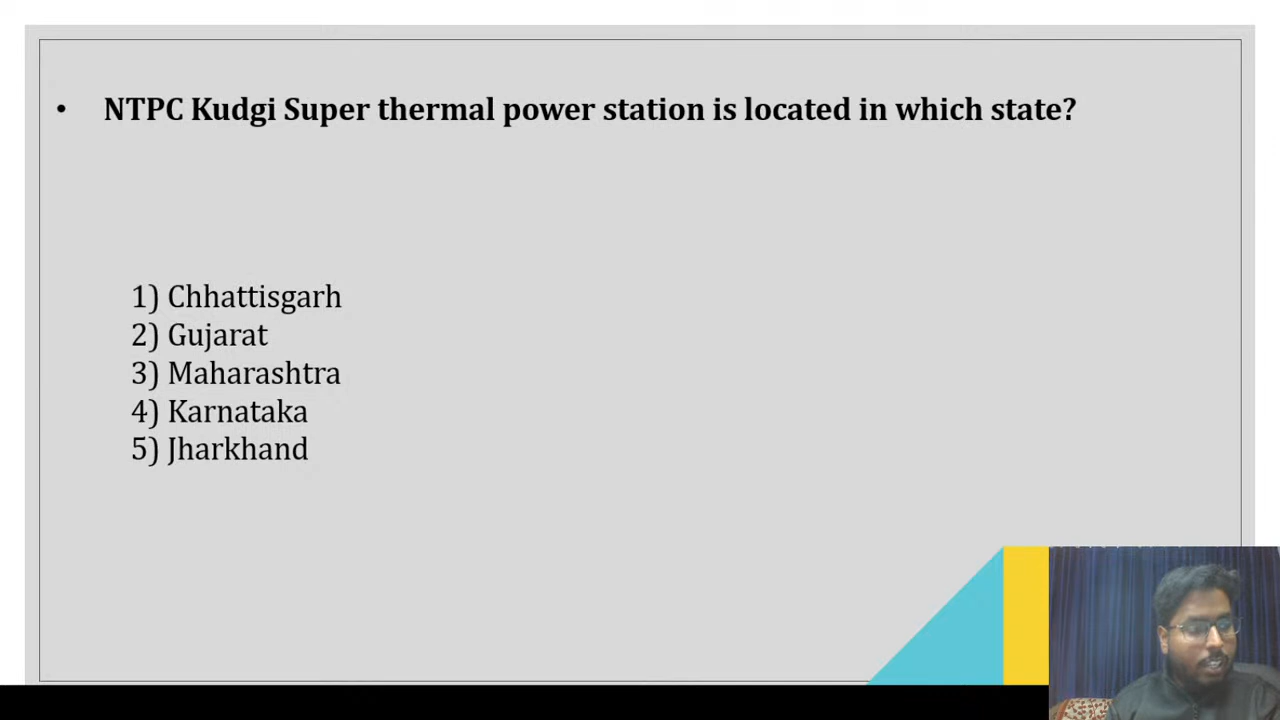 • NTPC Kudgi Super thermal power station is located in which state?
1) Chhattisgarh
2) Gujarat
3) Maharashtra
4) Karnataka
5) Jharkhand